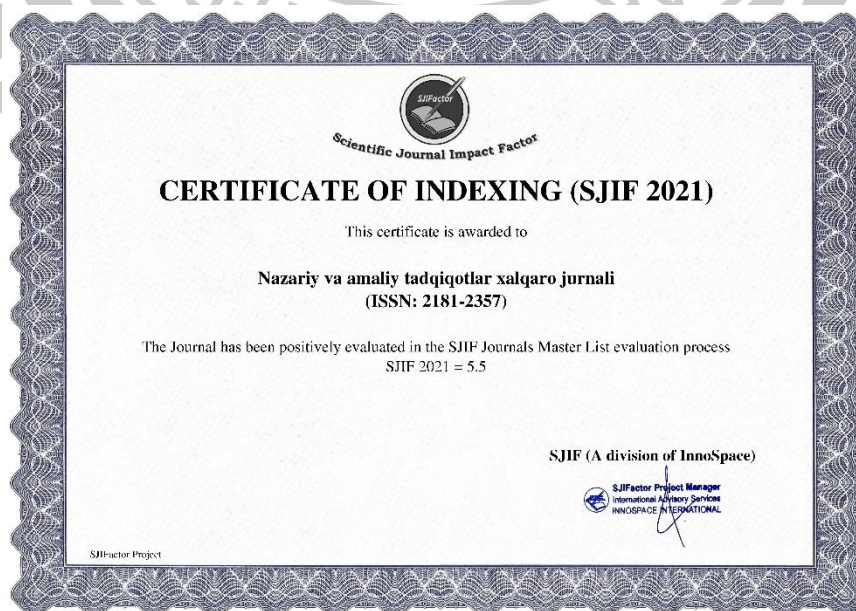 SJIFactor
Scientific Journal Impact Factor
CERTIFICATE OF INDEXING (SJIF 2021)
This certificate is awarded to
Nazariy va amaliy tadqiqotlar xalqaro jurnali
(ISSN: 2181-2357)
The Journal has been positively evaluated in the SJIF Journals Master List evaluation process
SJIF 2021 = 5.5
SJIF (A division of InnoSpace)
SJIFactor Project Manager
International Advisory Services
INNOSPACE INTERNATIONAL
SJIFactor Project